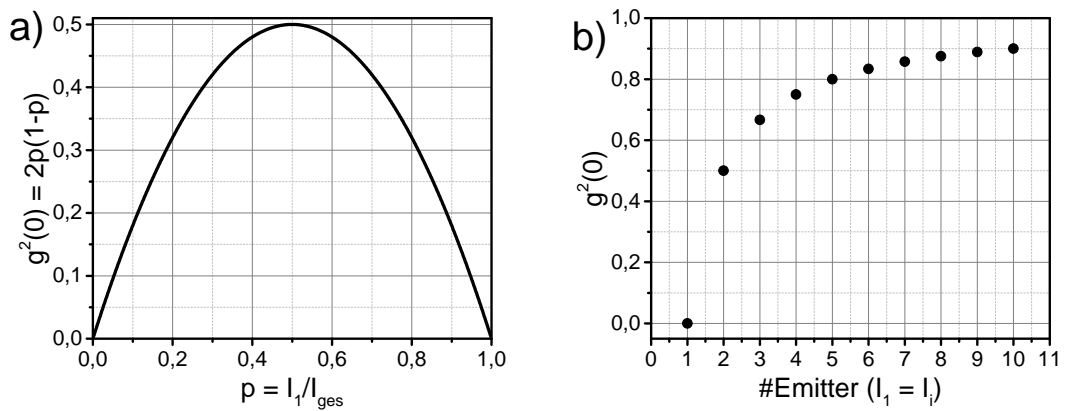 a)
0,5
0,4
0,3
0,2
0,1
0,0
g²(0) = 2p(1-p)
0,0 0,2 0,4 0,6 0,8 1,0
p = I₁/I_ges
b)
1,0
0,8
0,6
0,4
0,2
0,0
g²(0)
0 1 2 3 4 5 6 7 8 9 10 11
#Emitter (I₁ = Iᵢ)